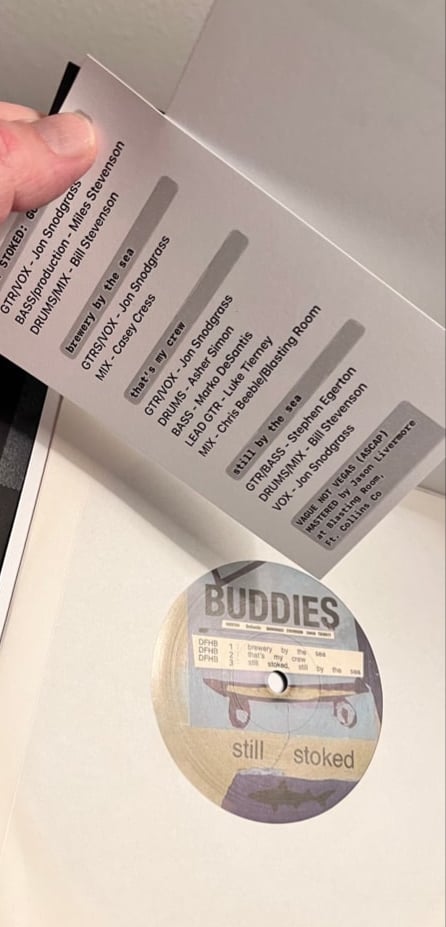 STOKED:
GTR/VOX - Jon Snodgrass
BASS/production - Miles Stevenson
DRUMS/MIX - Bill Stevenson
brewery by the sea
GTRS/VOX - Jon Snodgrass
MIX - Casey Cress
that's my crew
GTR/VOX - Jon Snodgrass
DRUMS - Asher Simon
BASS - Marko DeSantis
LEAD GTR - Luke Tierney
MIX - Chris Beeble/Blasting Room
still by the sea
GTR/BASS - Stephen Egerton
DRUMS/MIX - Bill Stevenson
VOX - Jon Snodgrass
VAGUE NOT VEGAS (ASCAP)
MASTERED by Jason Livermore
at Blasting Room,
Ft. Collins Co
BUDDIES
DFHB 1 brewery by the sea
DFHB 2 that's my crew
DFHB 3 still stoked, still by the sea
still stoked